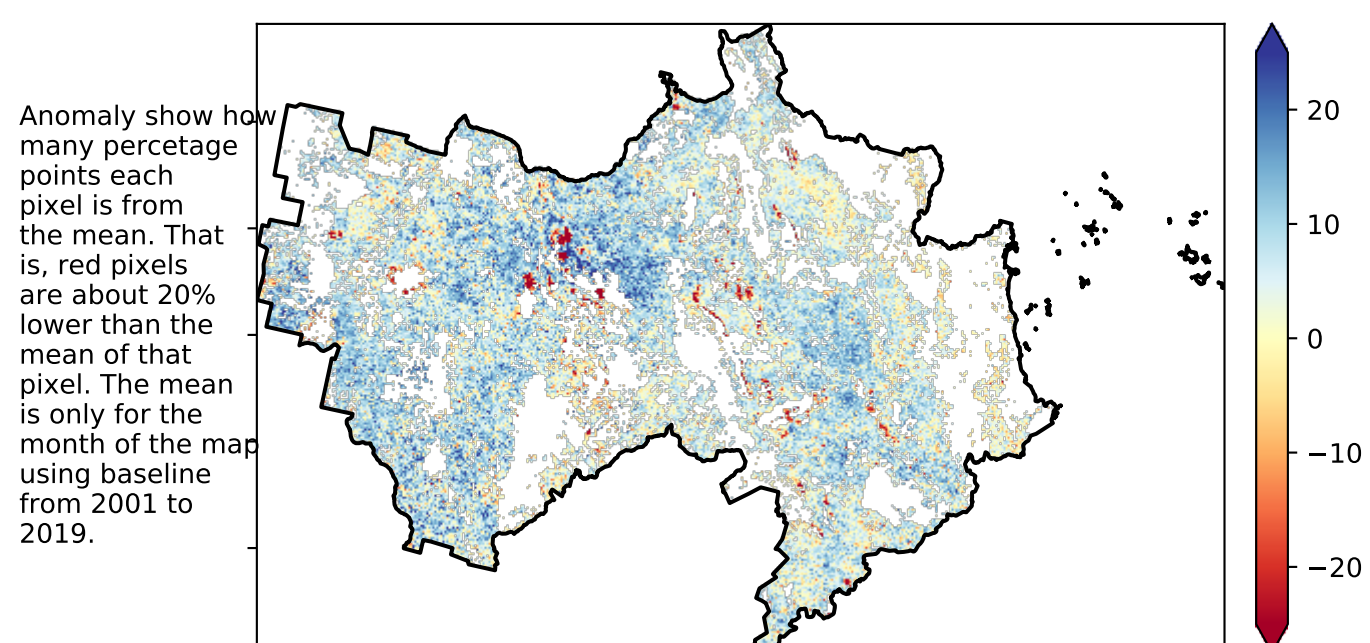 Anomaly show how
many percetage
points each
pixel is from
the mean. That
is, red pixels
are about 20%
lower than the
mean of that
pixel. The mean
is only for the
month of the map
using baseline
from 2001 to
2019.
20
10
0
−10
−20